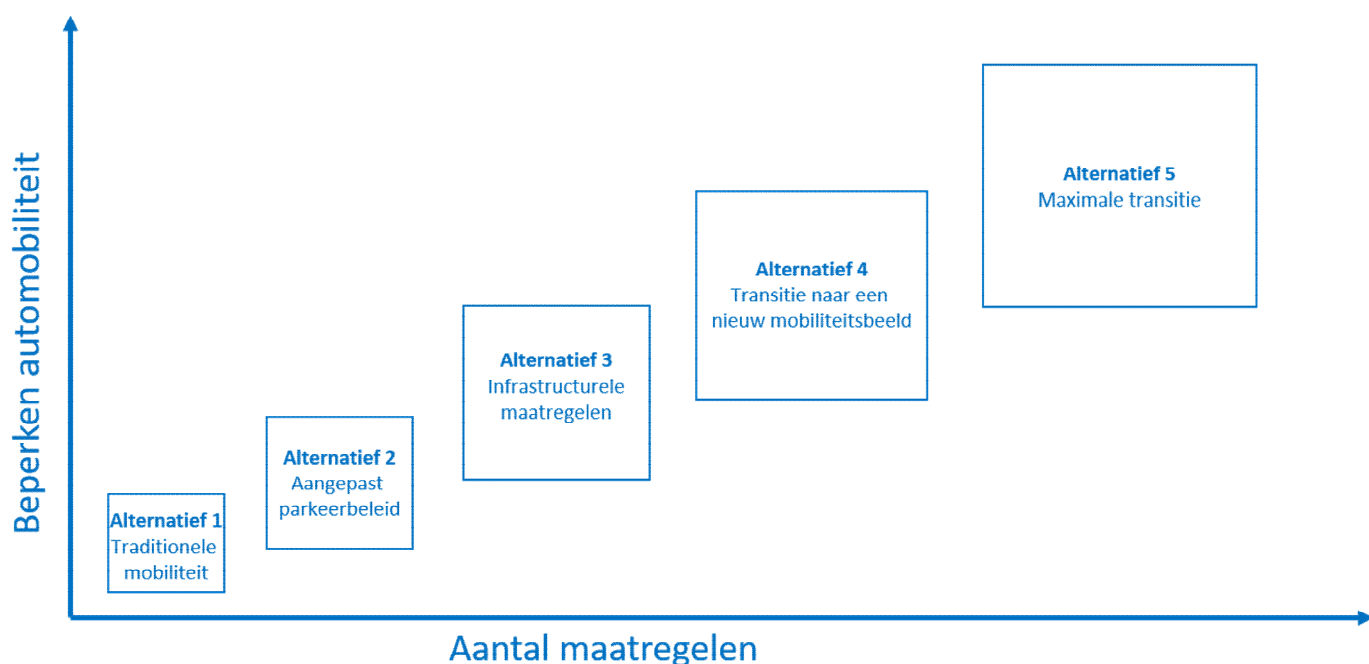 Beperken automobiliteit
Alternatief 1
Traditionele
mobiliteit
Alternatief 2
Aangepast
parkeerbeleid
Alternatief 3
Infrastructurele
maatregelen
Alternatief 4
Transitie naar een
nieuw mobiliteitsbeeld
Alternatief 5
Maximale transitie
Aantal maatregelen